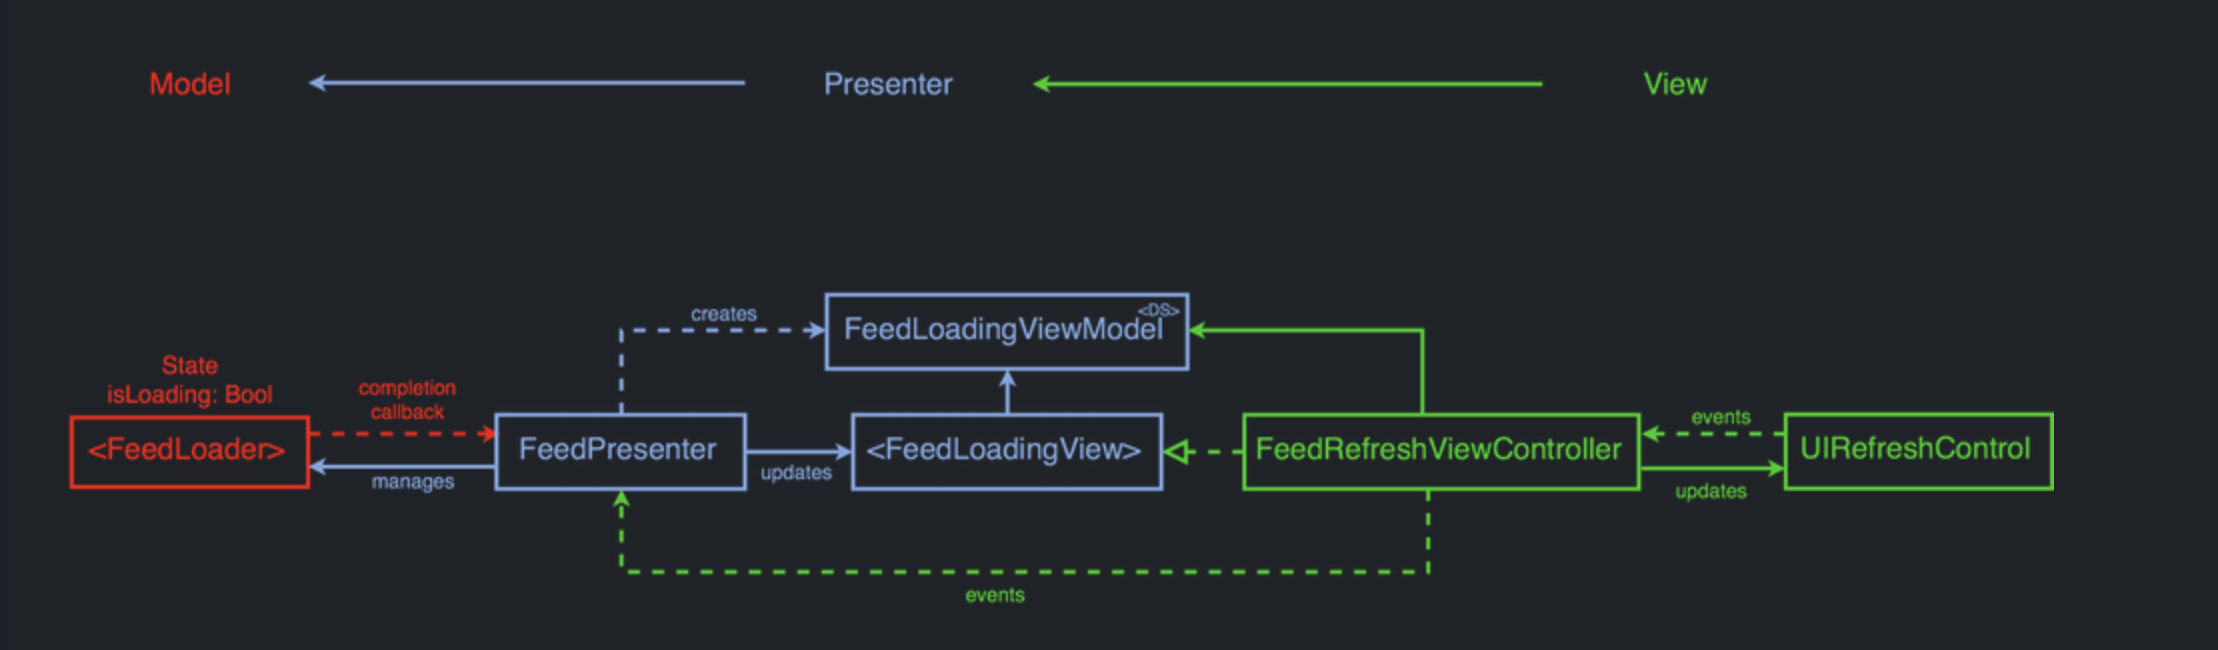 Model
Presenter
View
creates
<DS>
FeedLoadingViewModel
State
isLoading: Bool
completion
callback
<FeedLoader>
manages
FeedPresenter
updates
<FeedLoadingView>
FeedRefreshViewController
events
updates
UIRefreshControl
events